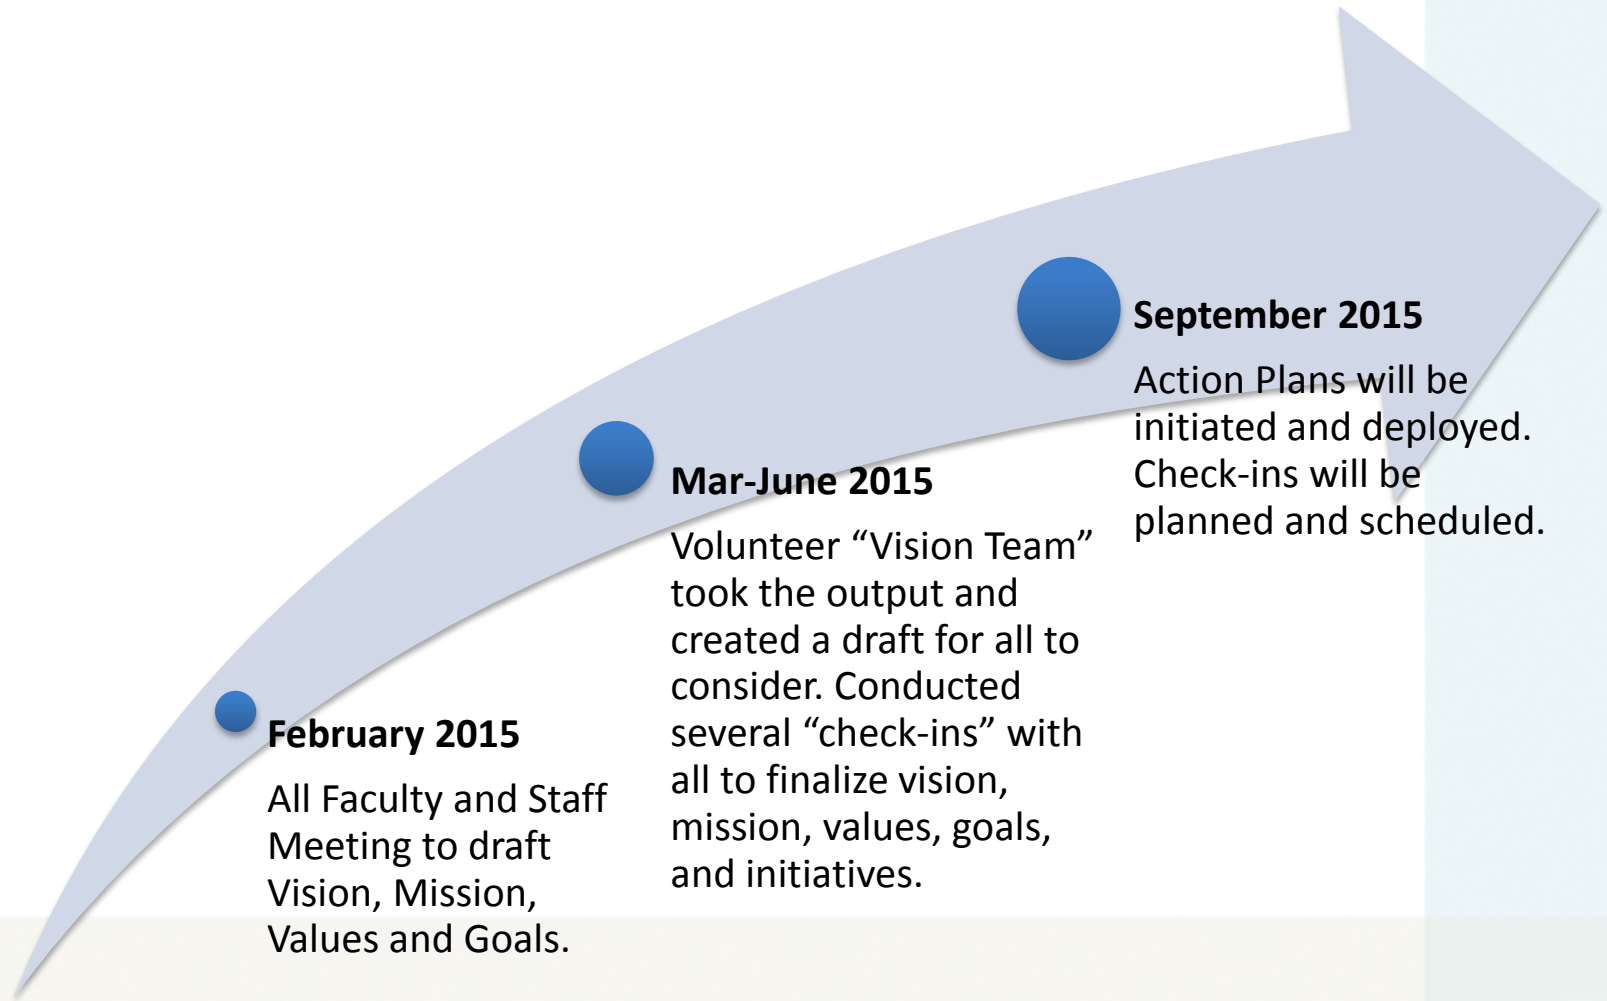 February 2015
All Faculty and Staff
Meeting to draft
Vision, Mission,
Values and Goals.
Mar-June 2015
Volunteer “Vision Team”
took the output and
created a draft for all to
consider. Conducted
several “check-ins” with
all to finalize vision,
mission, values, goals,
and initiatives.
September 2015
Action Plans will be
initiated and deployed.
Check-ins will be
planned and scheduled.